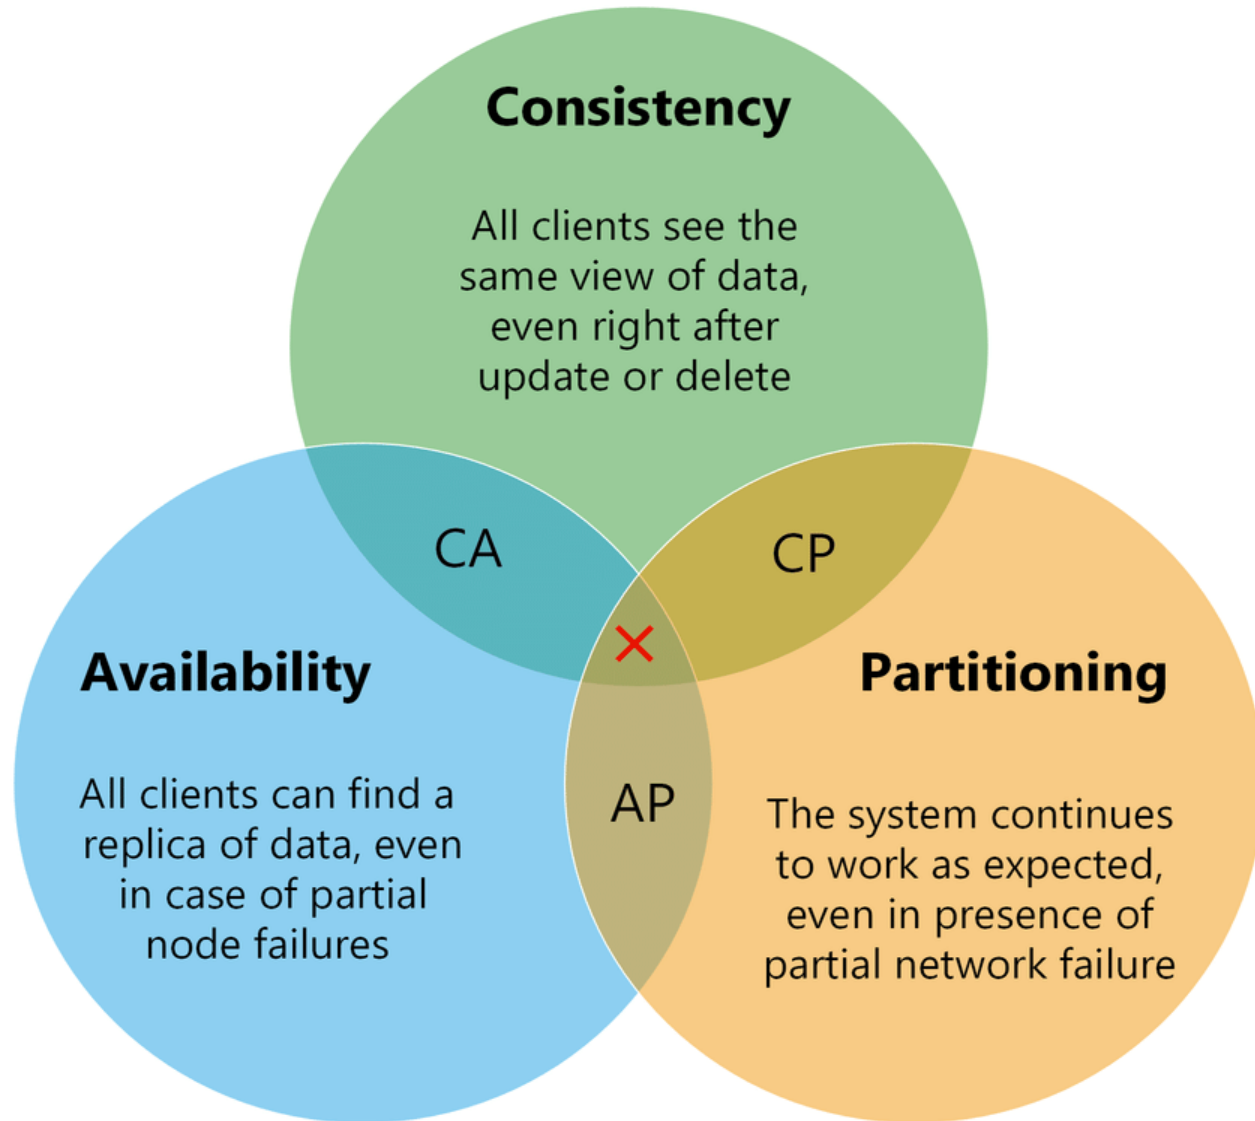 Consistency
All clients see the
same view of data,
even right after
update or delete
CA
CP
Availability
All clients can find a
replica of data, even
in case of partial
node failures
AP
Partitioning
The system continues
to work as expected,
even in presence of
partial network failure